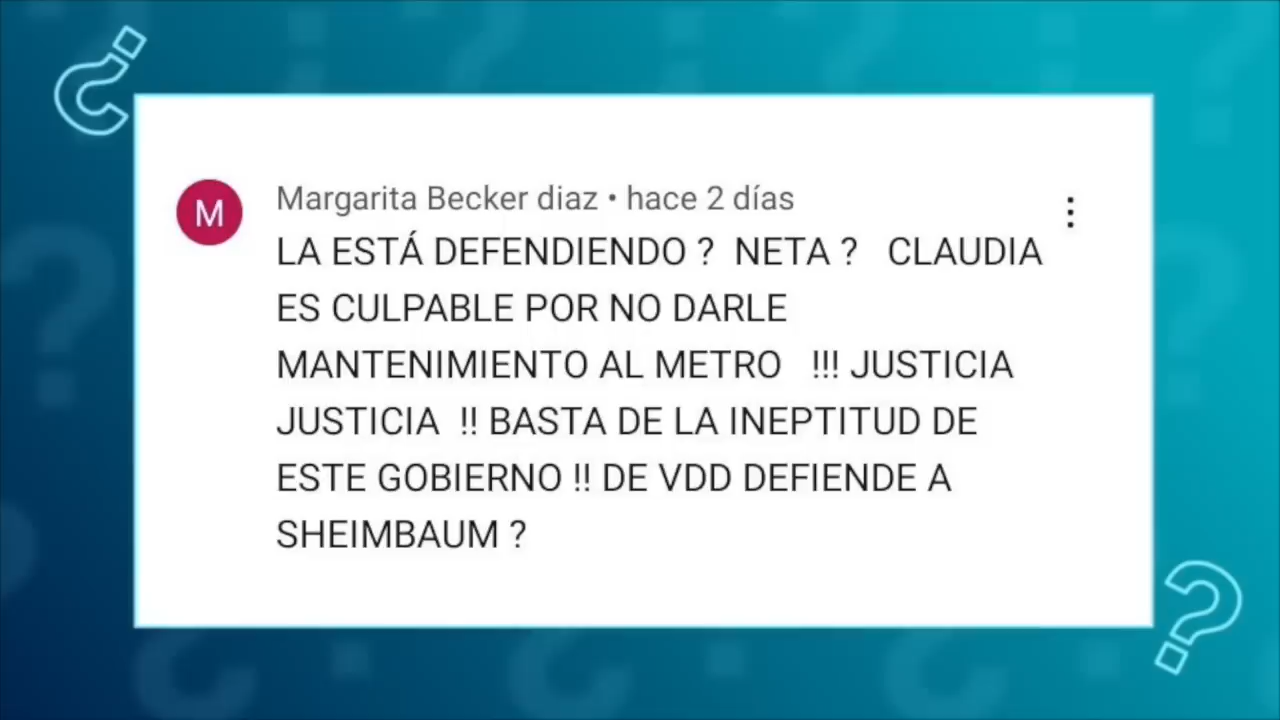 M
Margarita Becker diaz • hace 2 días
LA ESTÁ DEFENDIENDO ? NETA ? CLAUDIA
ES CULPABLE POR NO DARLE
MANTENIMIENTO AL METRO !!! JUSTICIA
JUSTICIA !! BASTA DE LA INEPTITUD DE
ESTE GOBIERNO !! DE VDD DEFIENDE A
SHEIMBAUM ?